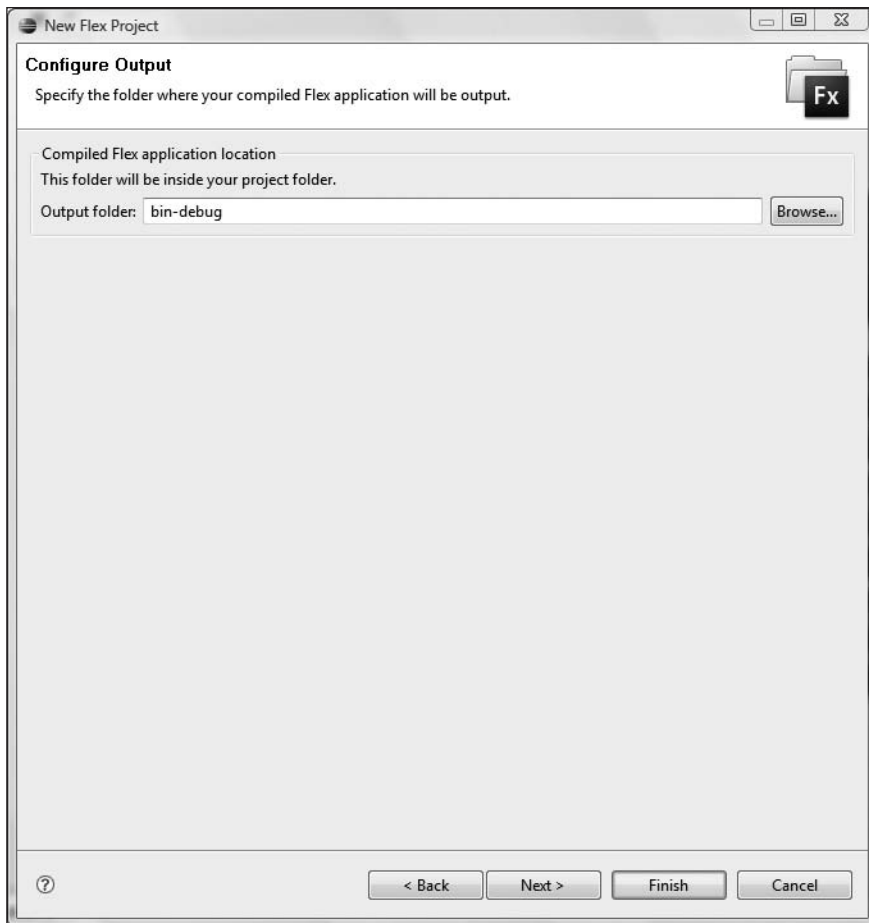 New Flex Project
Configure Output
Specify the folder where your compiled Flex application will be output.
Fx
Compiled Flex application location
This folder will be inside your project folder.
Output folder: bin-debug Browse...
? < Back Next > Finish Cancel